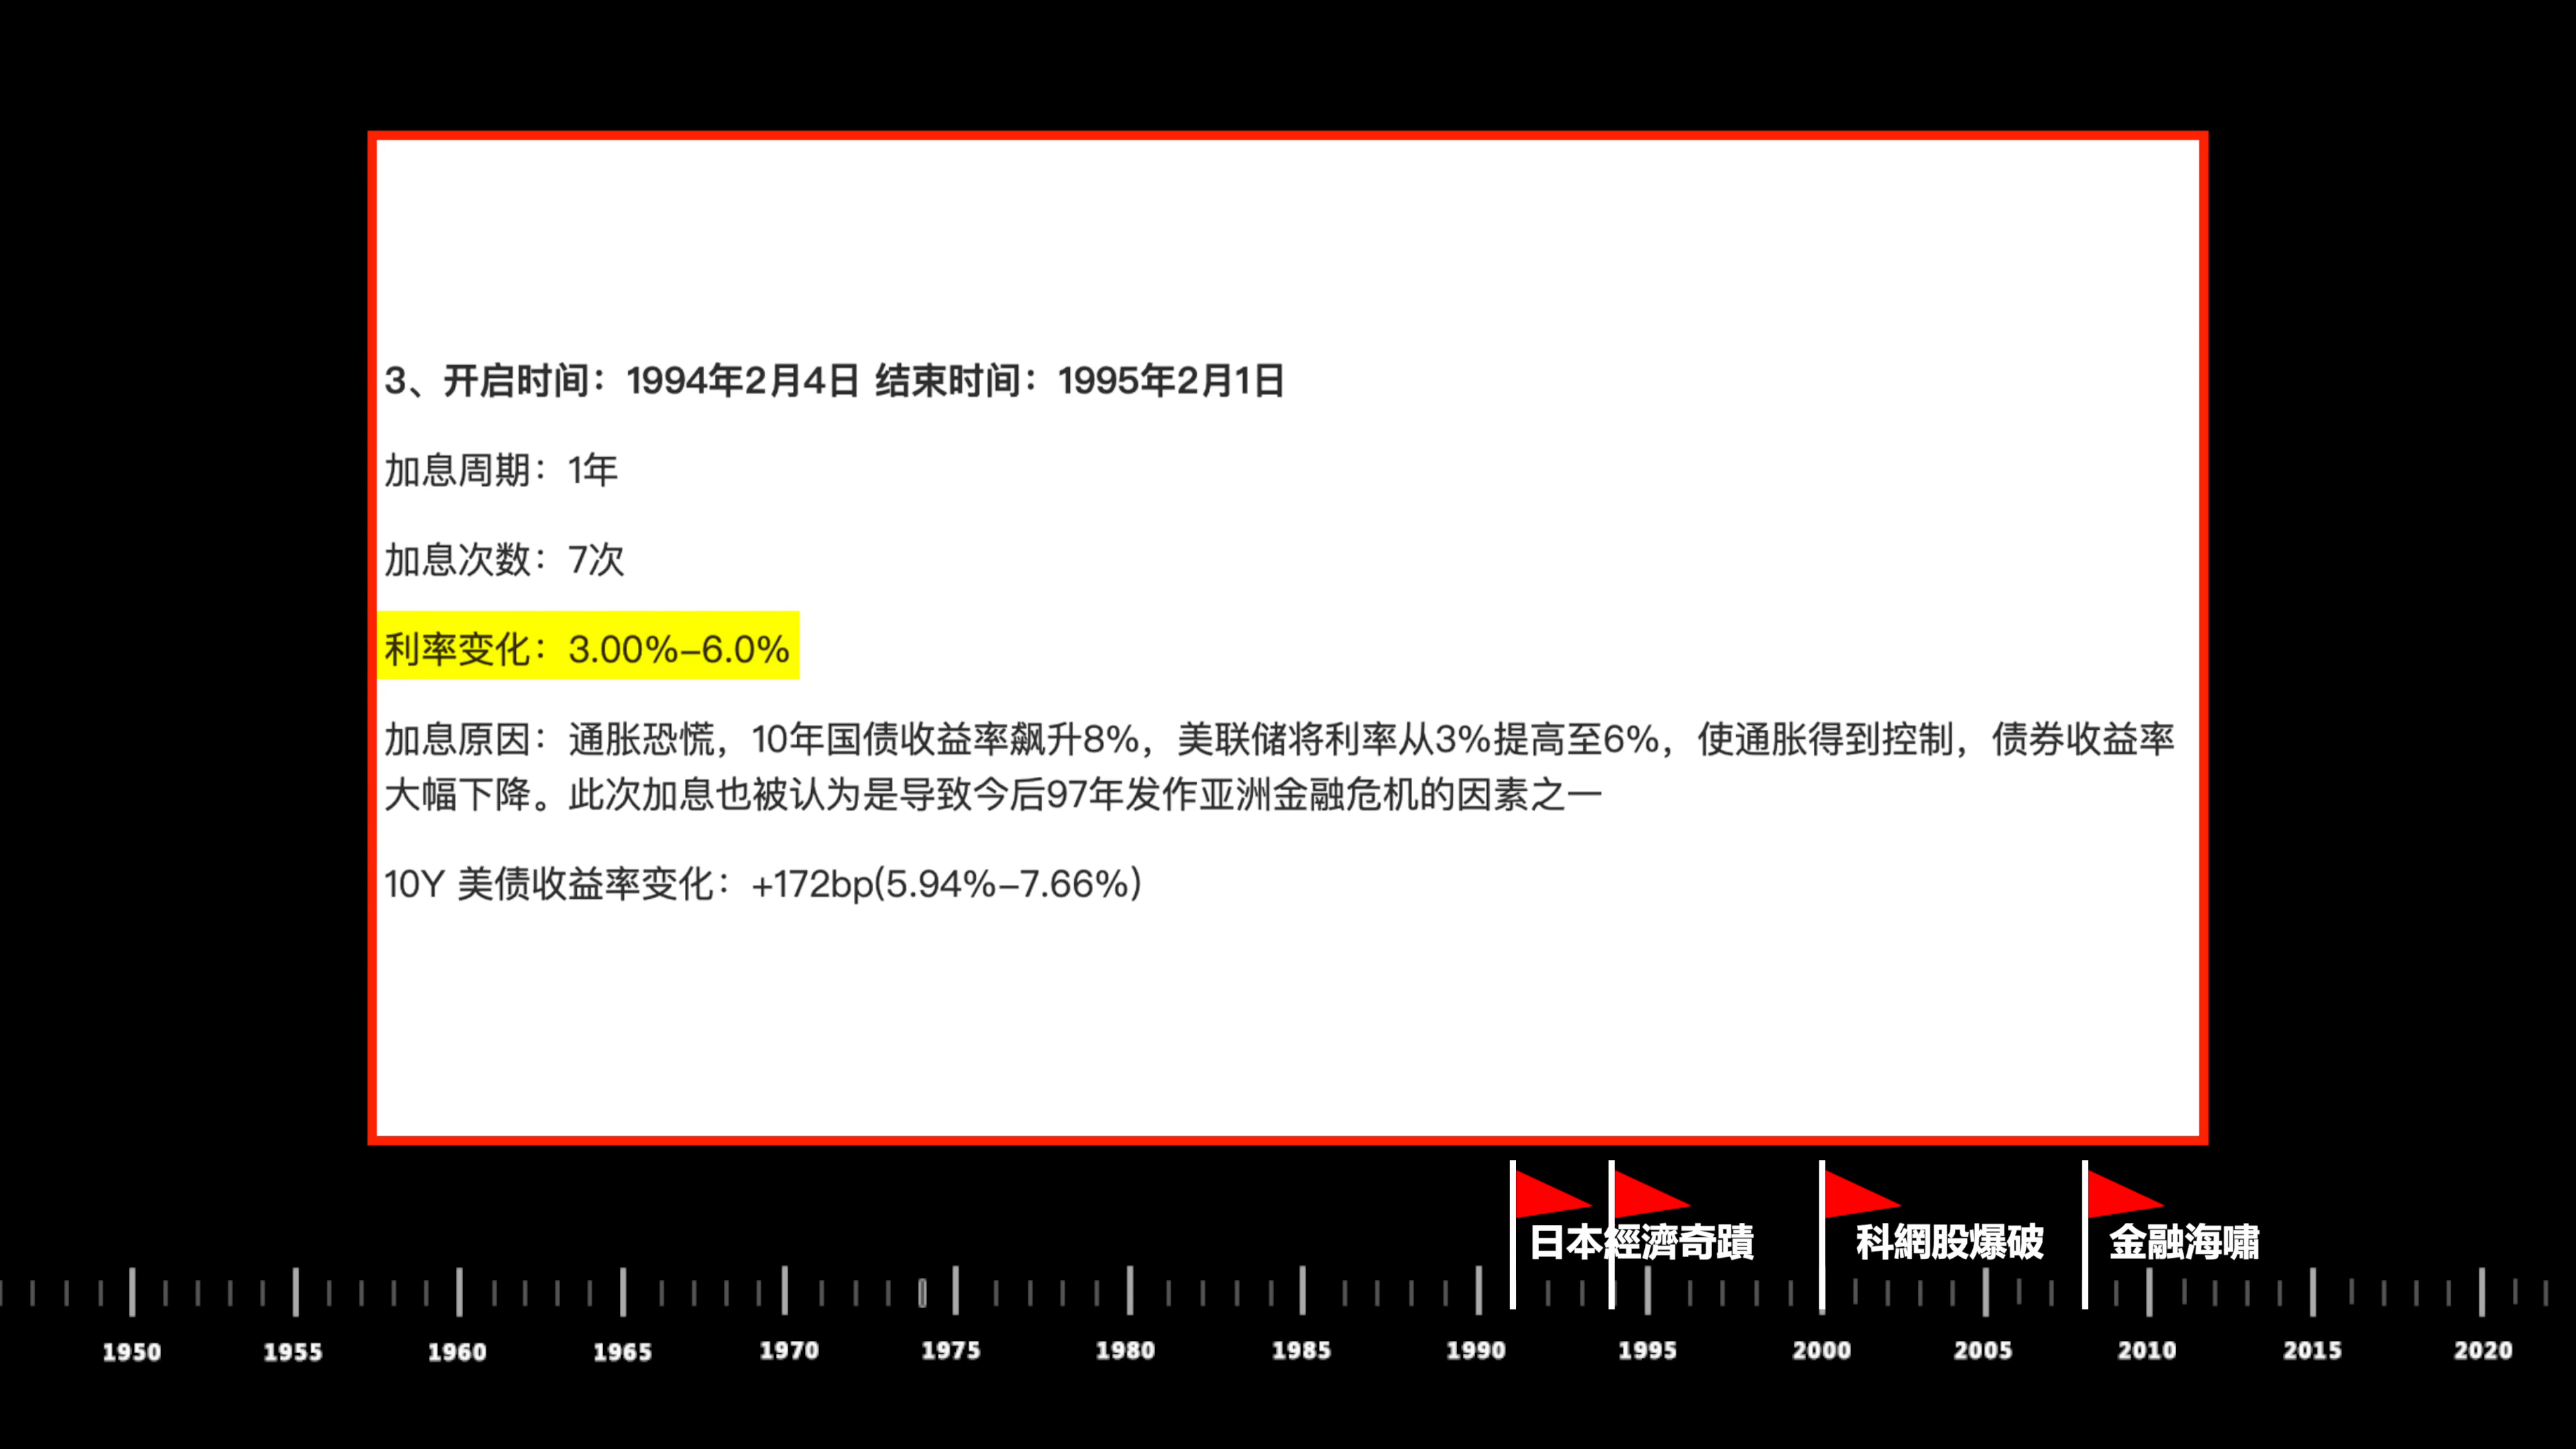 3、开启时间：1994年2月4日 结束时间：1995年2月1日
加息周期：1年
加息次数：7次
利率变化：3.00%–6.0%
加息原因：通胀恐慌，10年国债收益率飙升8%，美联储将利率从3%提高至6%，使通胀得到控制，债券收益率
大幅下降。此次加息也被认为是导致今后97年发作亚洲金融危机的因素之一
10Y 美债收益率变化：+172bp(5.94%–7.66%)
日本經濟奇蹟 科網股爆破 金融海嘯
1950 1955 1960 1965 1970 1975 1980 1985 1990 1995 2000 2005 2010 2015 2020